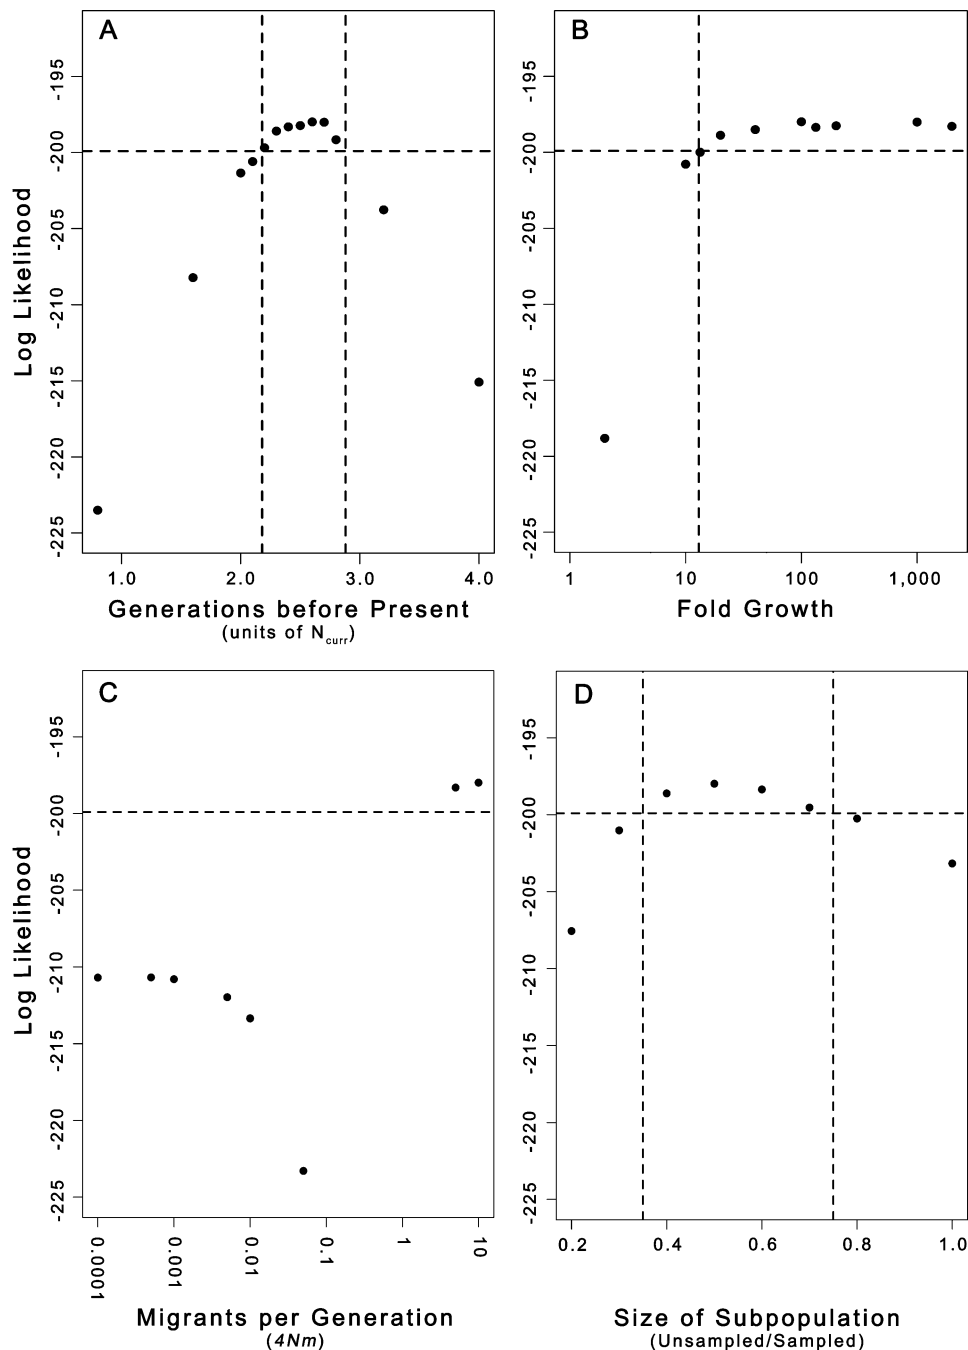 A
-195
-200
-205
-210
-215
-220
-225
Log Likelihood
1.0 2.0 3.0 4.0
Generations before Present
(units of Ncurr)
B
-195
-200
-205
-210
-215
-220
-225
1 10 100 1,000
Fold Growth
C
-195
-200
-205
-210
-215
-220
-225
Log Likelihood
0.0001 0.001 0.01 0.1 1 10
Migrants per Generation
(4Nm)
D
-195
-200
-205
-210
-215
-220
-225
0.2 0.4 0.6 0.8 1.0
Size of Subpopulation
(Unsampled/Sampled)